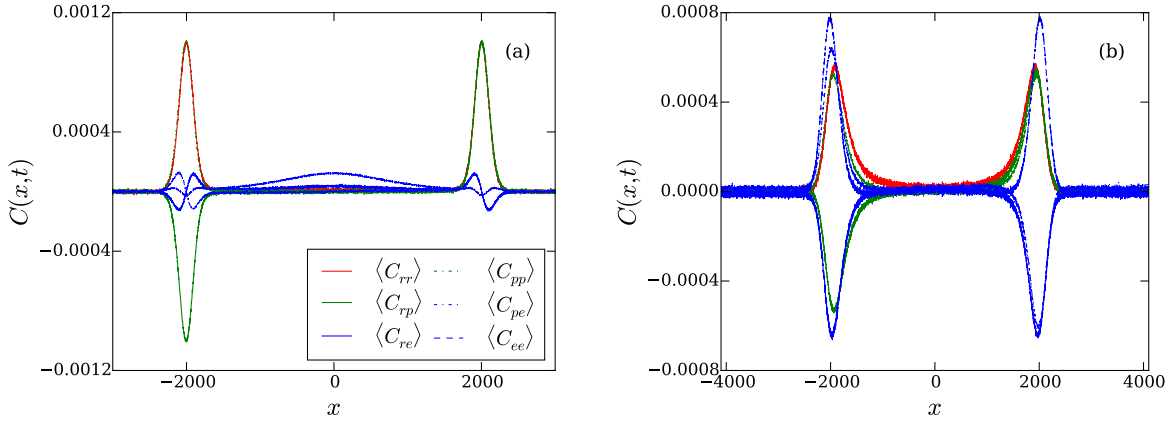 0.0012
0.0004
−0.0004
−0.0012
C(x,t)
(a)
⟨C_rr⟩ ⟨C_pp⟩
⟨C_rp⟩ ⟨C_pe⟩
⟨C_re⟩ ⟨C_ee⟩
−2000 0 2000
x
0.0008
0.0004
0.0000
−0.0004
−0.0008
C(x,t)
(b)
−4000 −2000 0 2000 4000
x